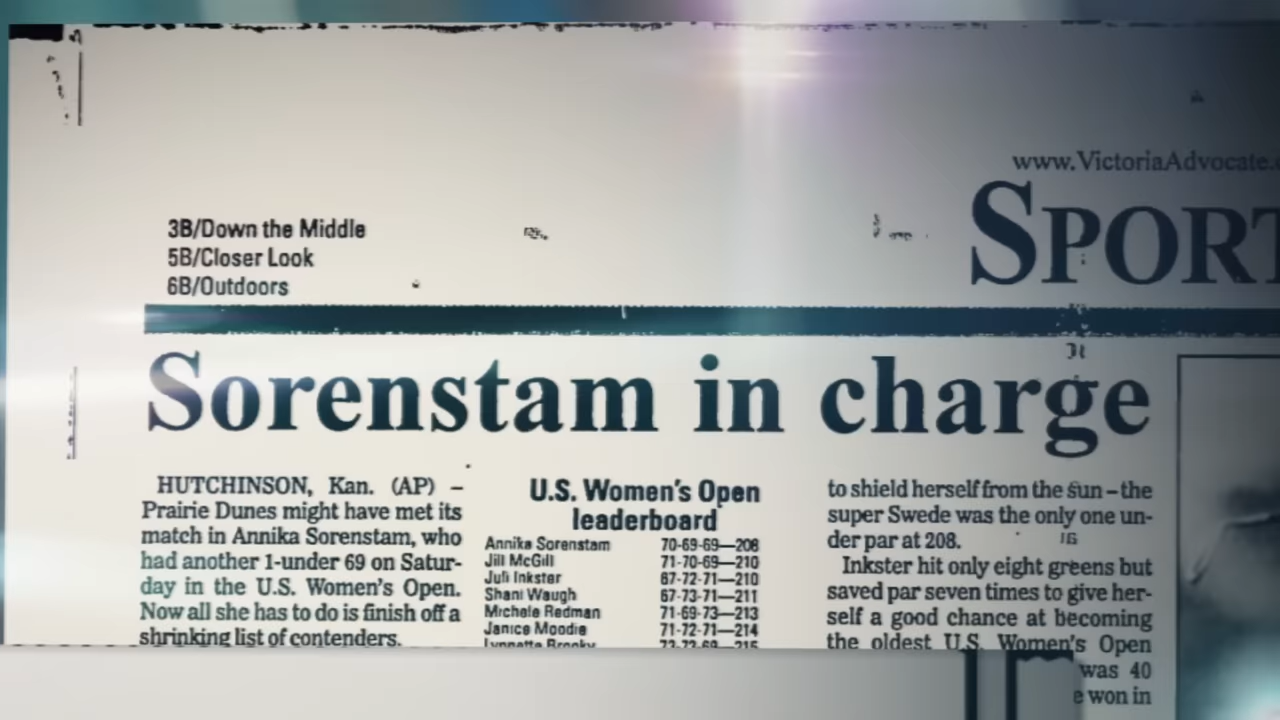 www.VictoriaAdvocate.
SPORT
3B/Down the Middle
5B/Closer Look
6B/Outdoors
Sorenstam in charge
HUTCHINSON, Kan. (AP) –
Prairie Dunes might have met its
match in Annika Sorenstam, who
had another 1-under 69 on Satur-
day in the U.S. Women's Open.
Now all she has to do is finish off a
shrinking list of contenders.
U.S. Women's Open
leaderboard
Annika Sorenstam 70-69-69—208
Jill McGill 71-70-69—210
Juli Inkster 67-72-71—210
Shani Waugh 67-73-71—211
Michele Redman 71-69-73—213
Janice Moodie 71-72-71—214
to shield herself from the sun – the
super Swede was the only one un-
der par at 208.
Inkster hit only eight greens but
saved par seven times to give her-
self a good chance at becoming
the oldest U.S. Women's Open
was 40
e won in